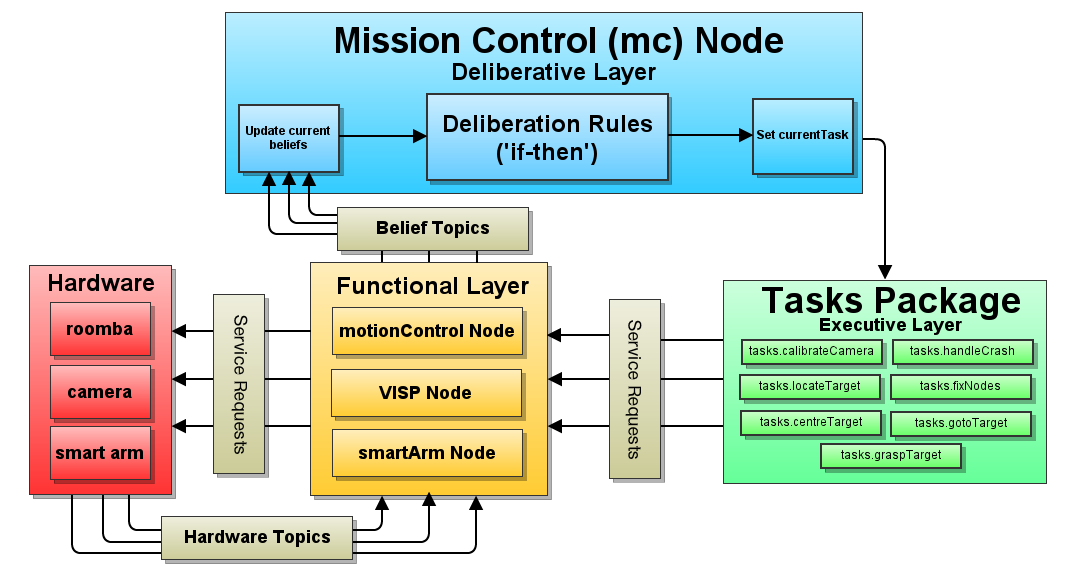 Mission Control (mc) Node
Deliberative Layer
Update current
beliefs
Deliberation Rules
('if-then')
Set currentTask
Belief Topics
Hardware
roomba
camera
smart arm
Service Requests
Functional Layer
motionControl Node
VISP Node
smartArm Node
Service Requests
Tasks Package
Executive Layer
tasks.calibrateCamera
tasks.handleCrash
tasks.locateTarget
tasks.fixNodes
tasks.centreTarget
tasks.gotoTarget
tasks.graspTarget
Hardware Topics